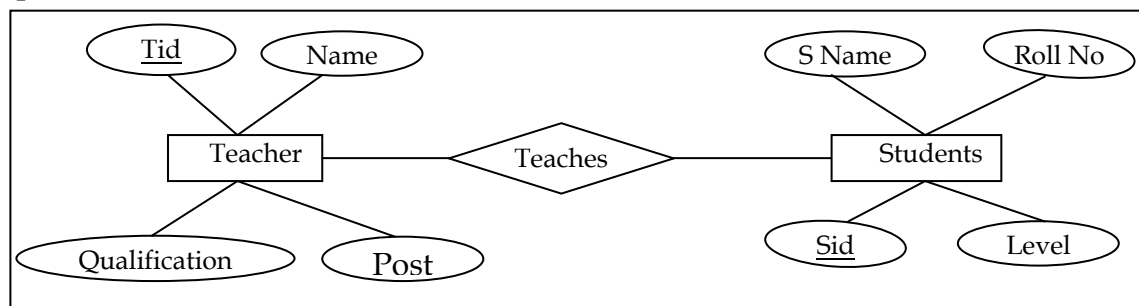 Tid Name S Name Roll No
Teacher Teaches Students
Qualification Post Sid Level